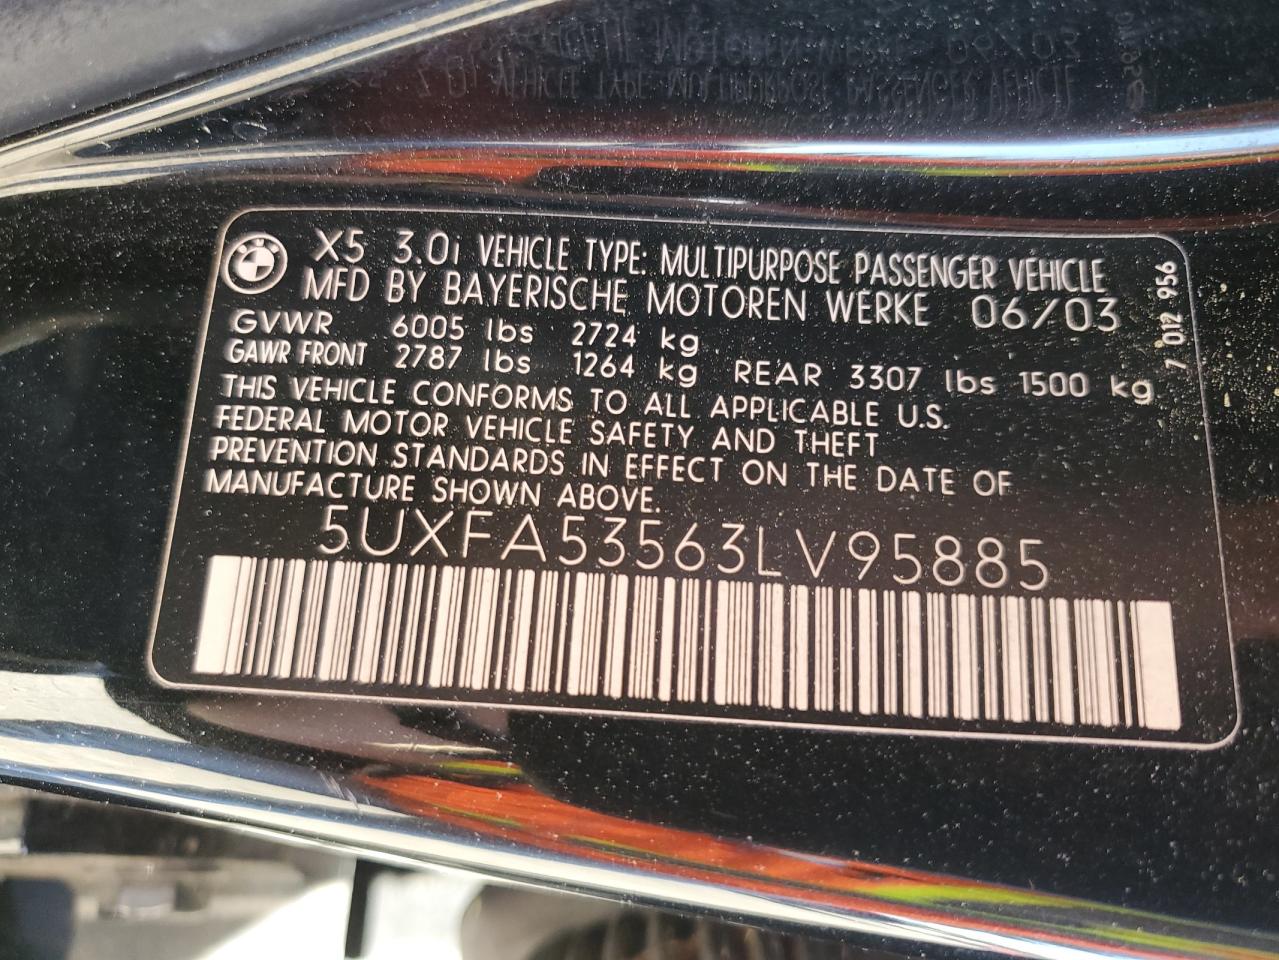 X5 3.0i VEHICLE TYPE: MULTIPURPOSE PASSENGER VEHICLE
MFD BY BAYERISCHE MOTOREN WERKE 06/03
GVWR 6005 lbs 2724 kg
GAWR FRONT 2787 lbs 1264 kg REAR 3307 lbs 1500 kg
THIS VEHICLE CONFORMS TO ALL APPLICABLE U.S.
FEDERAL MOTOR VEHICLE SAFETY AND THEFT
PREVENTION STANDARDS IN EFFECT ON THE DATE OF
MANUFACTURE SHOWN ABOVE.
5UXFA53563LV95885
7 012 956